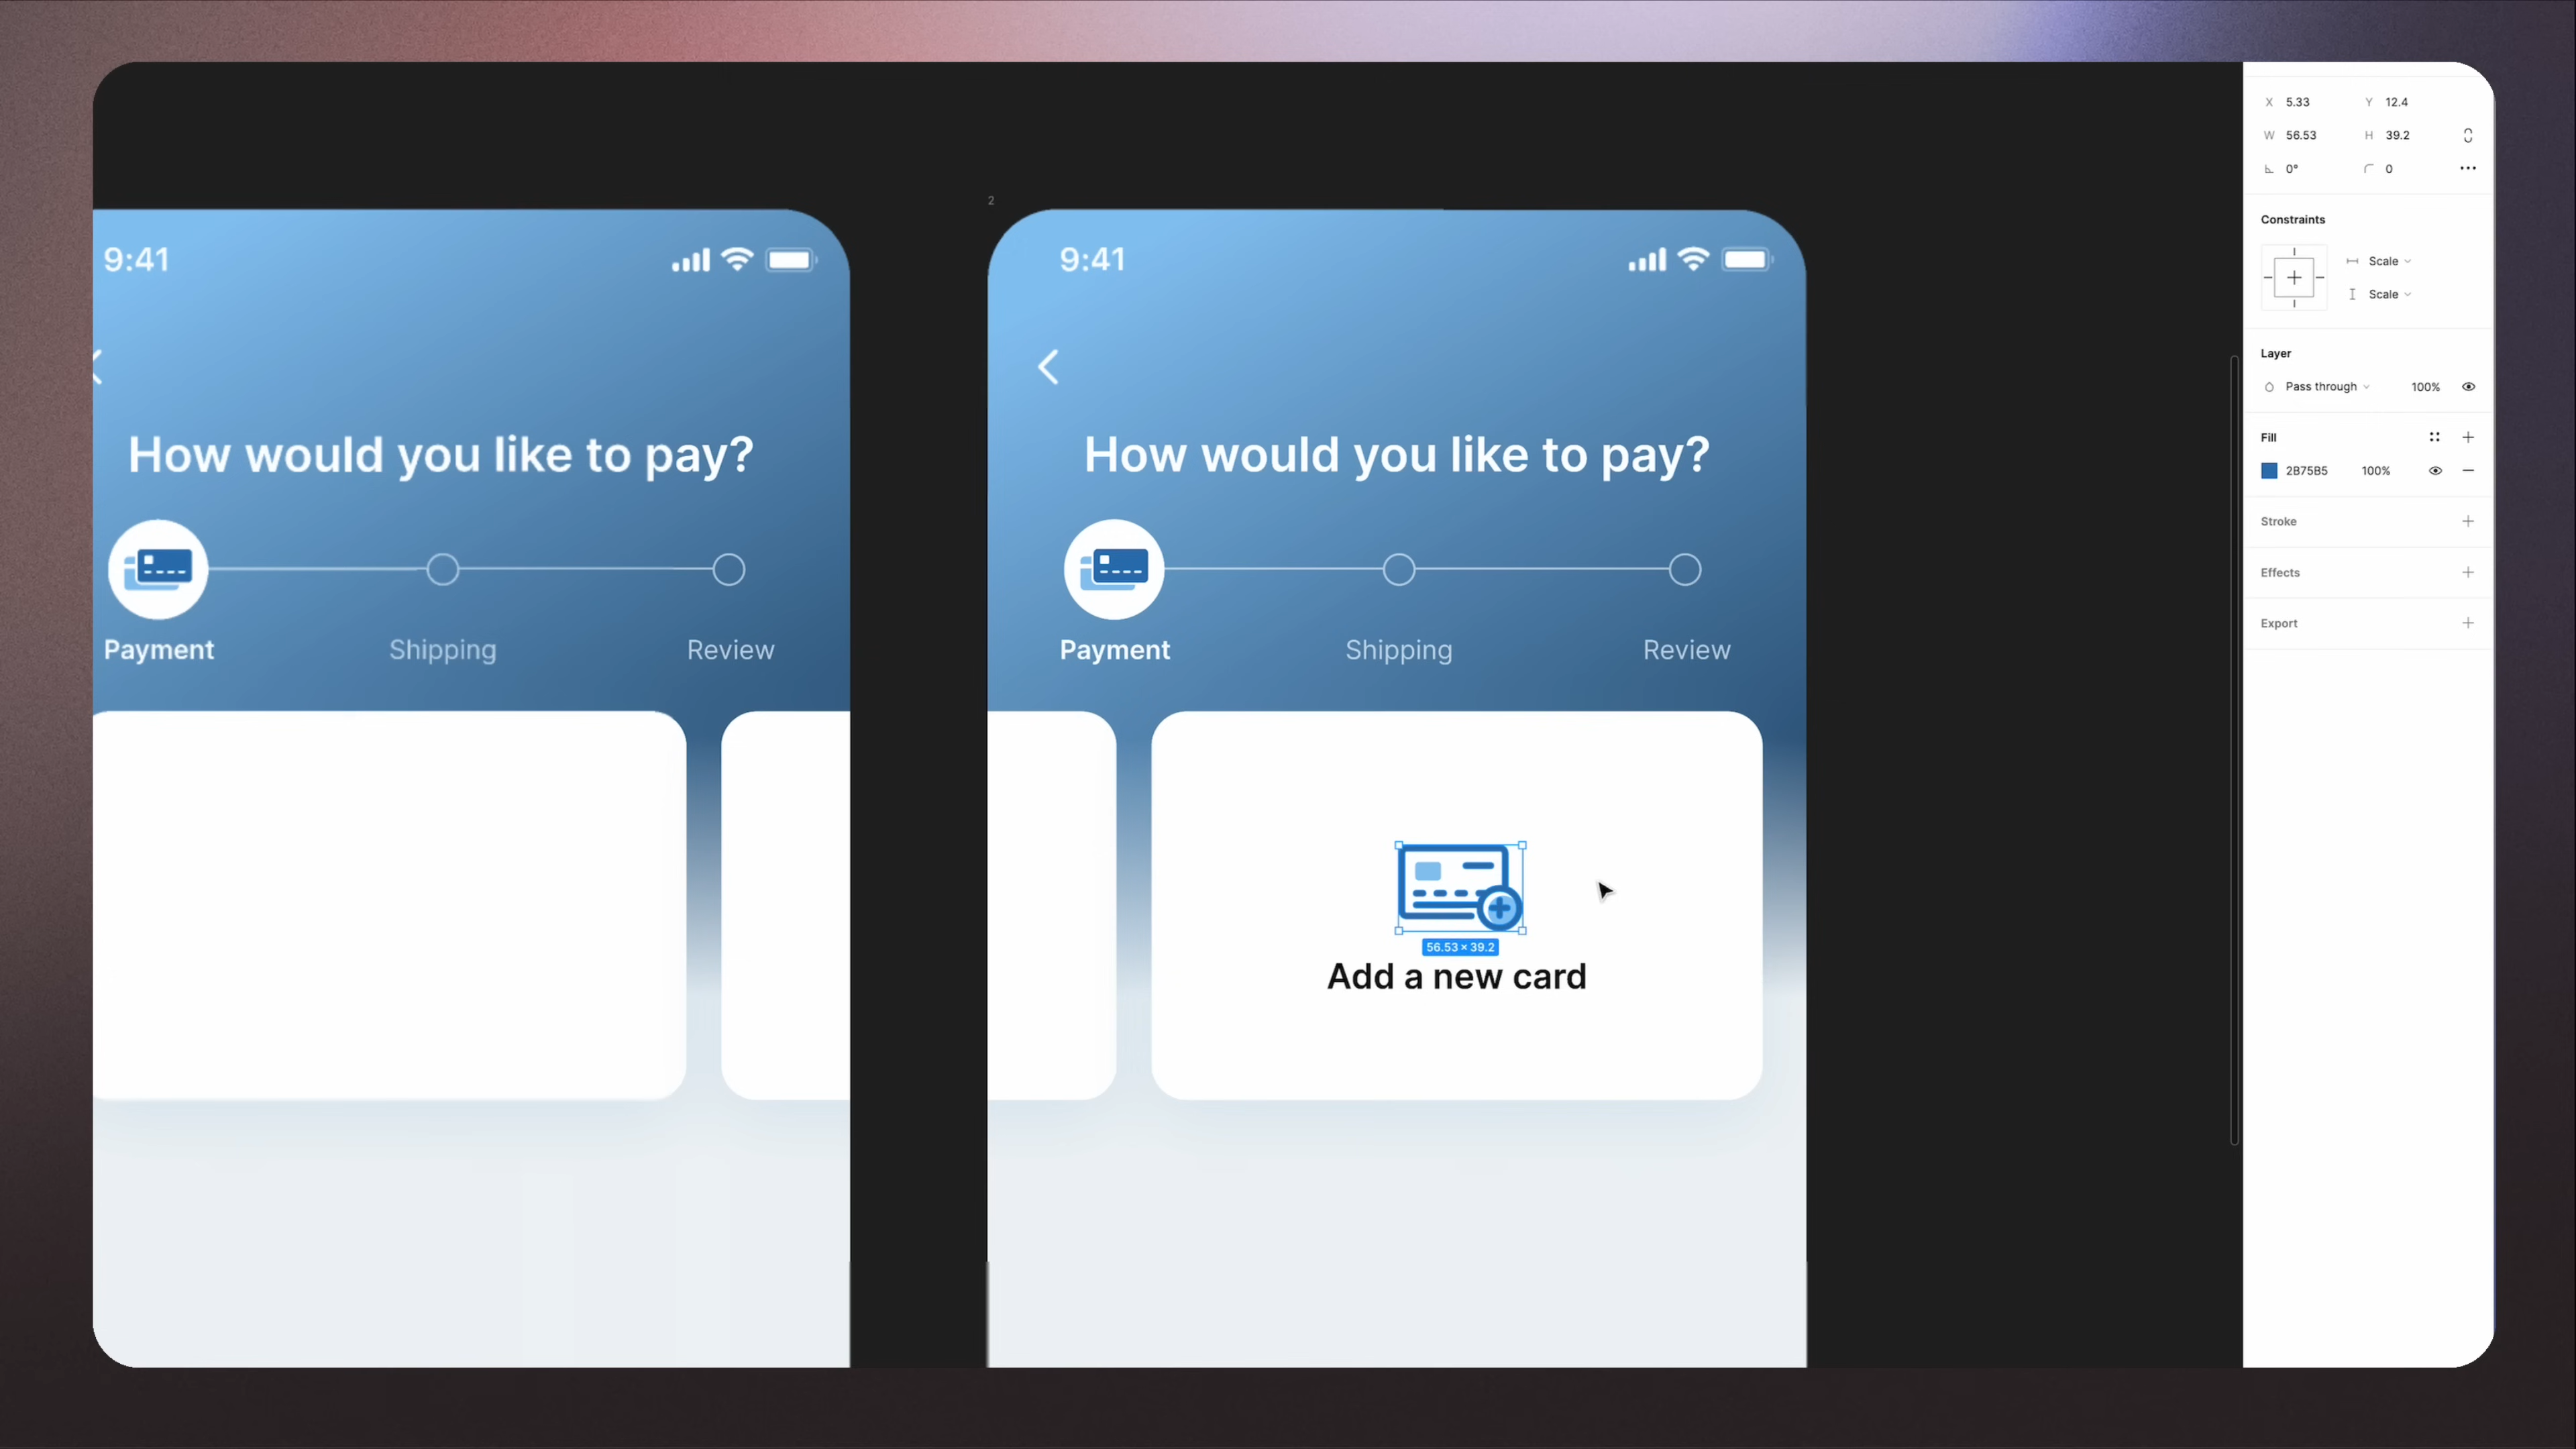 9:41
How would you like to pay?
Payment
Shipping
Review
2
9:41
How would you like to pay?
Payment
Shipping
Review
56.53 × 39.2
Add a new card
X 5.33 Y 12.4
W 56.53 H 39.2
0° 0
Constraints
Scale
Scale
Layer
Pass through 100%
Fill
2B75B5 100%
Stroke
Effects
Export